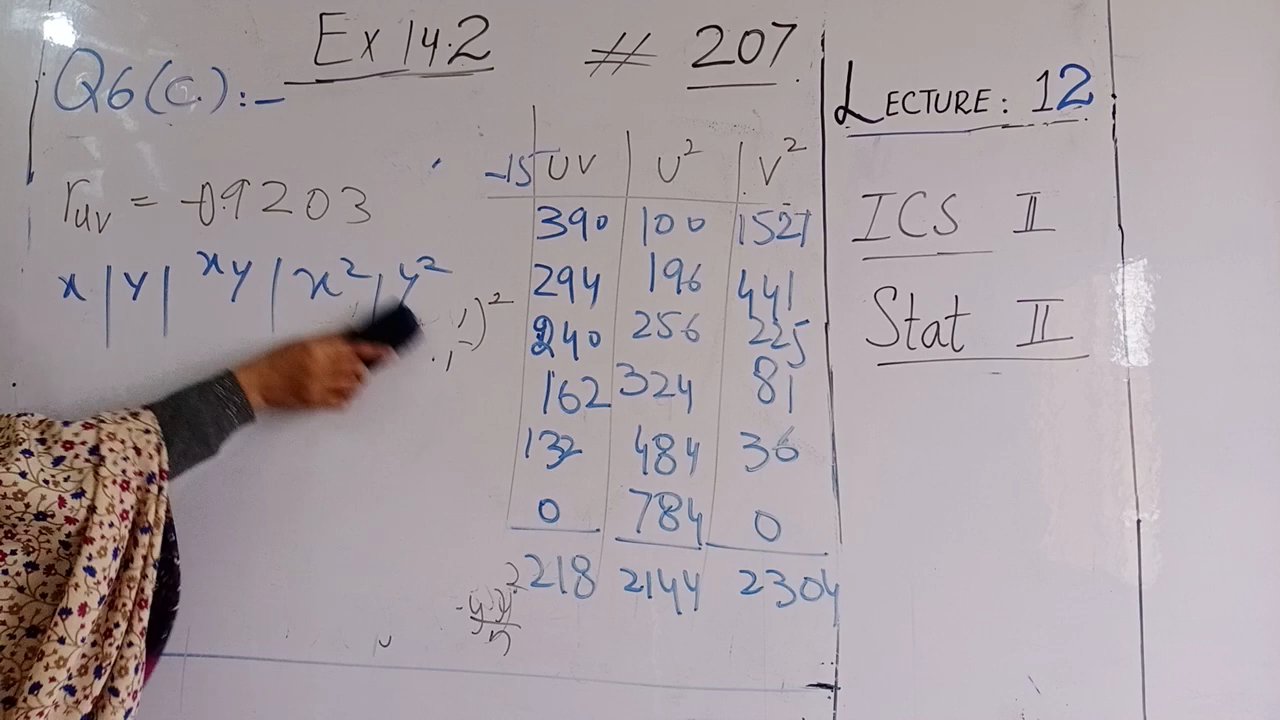 Ex 14.2 # 207
Q6(C.):-
LECTURE: 12
ICS II
Stat II
ruv = -0.9203
x | Y | xy | x² | y²
-15 UV | U² | V²
390 100 1521
294 196 441
240 256 225
162 324 81
132 484 36
0 784 0
2218 2144 2304